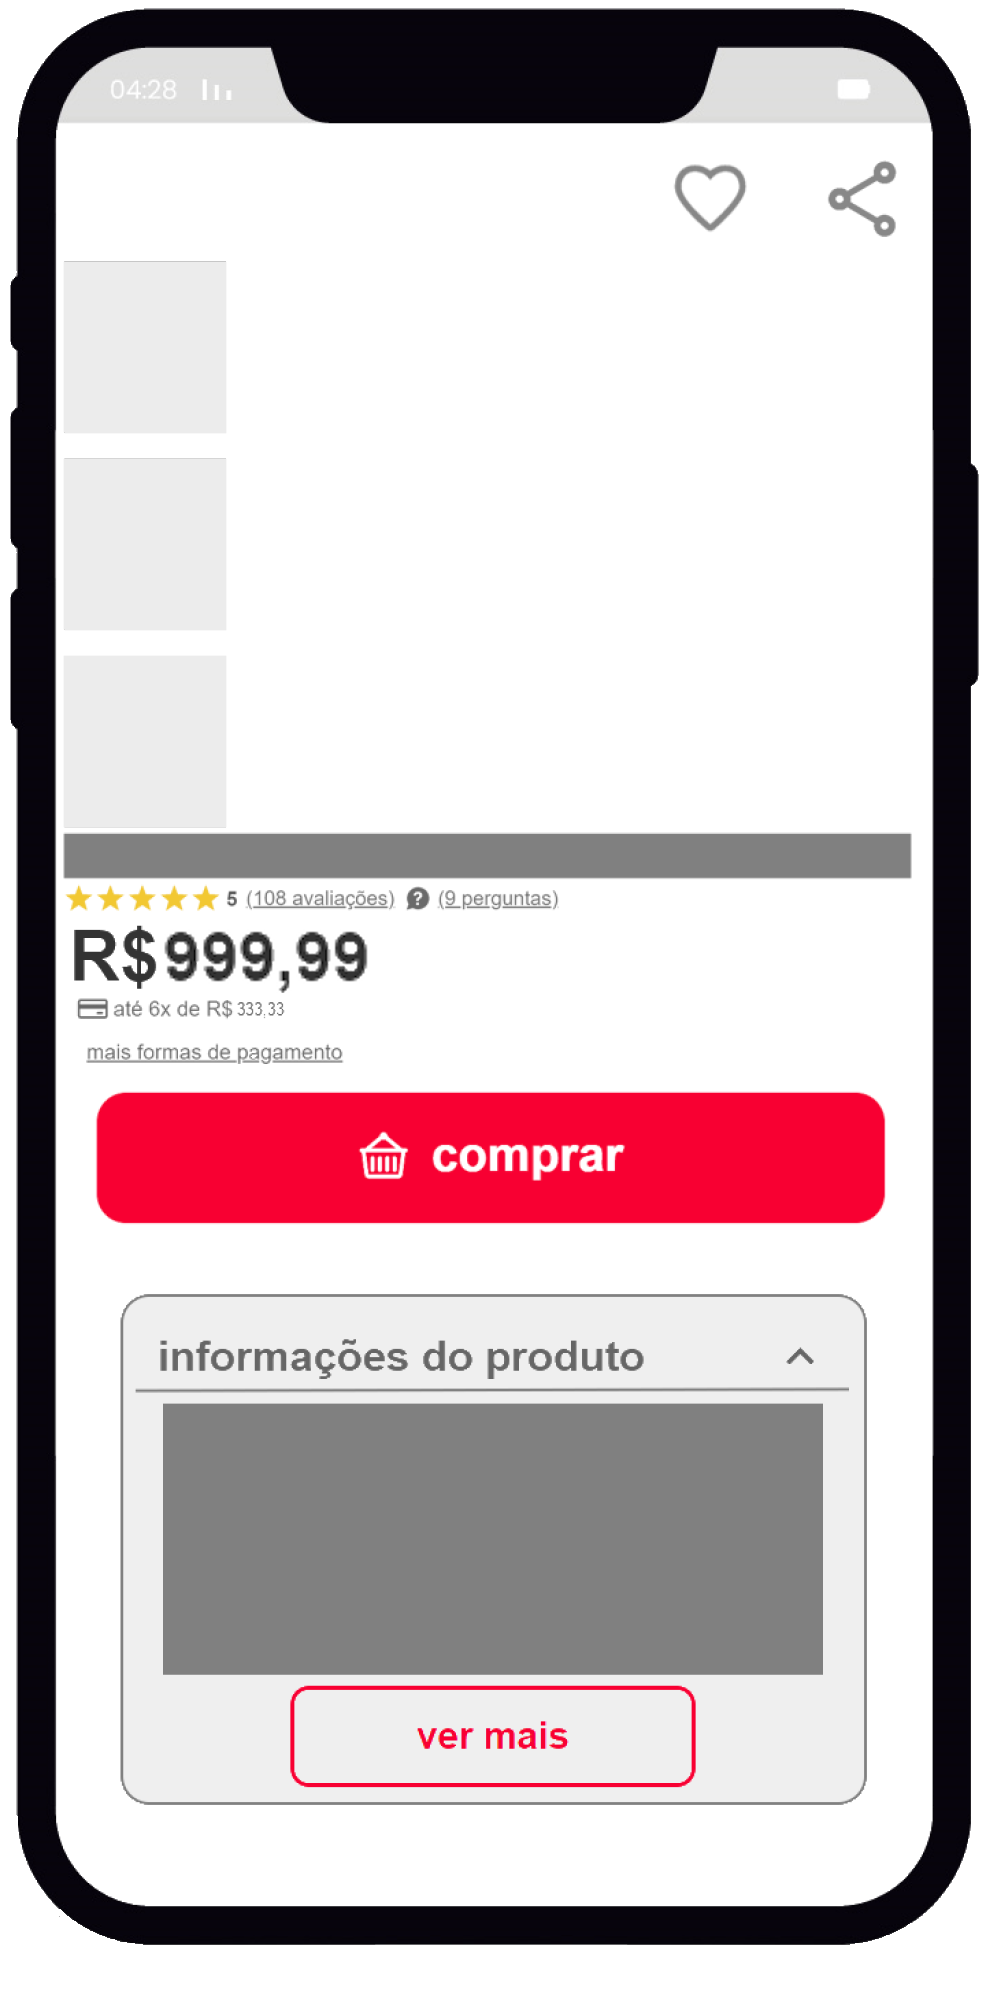 04:28
5 (108 avaliações) ? (9 perguntas)
R$ 999,99
até 6x de R$ 333,33
mais formas de pagamento
comprar
informações do produto
ver mais